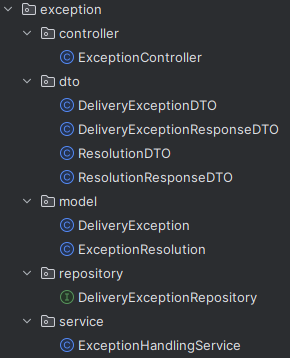 exception
controller
ExceptionController
dto
DeliveryExceptionDTO
DeliveryExceptionResponseDTO
ResolutionDTO
ResolutionResponseDTO
model
DeliveryException
ExceptionResolution
repository
DeliveryExceptionRepository
service
ExceptionHandlingService